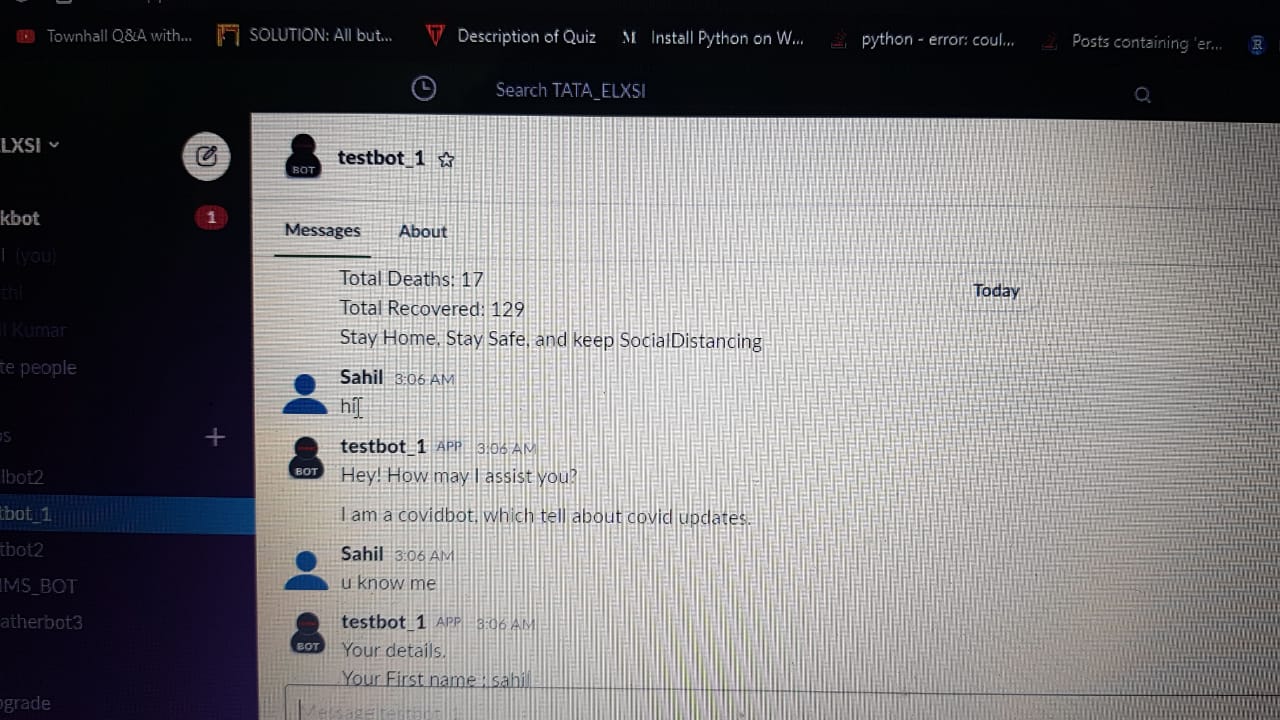 Townhall Q&A with...
SOLUTION: All but...
Description of Quiz
M Install Python on W...
python - error: coul...
Posts containing 'er...
R
Search TATA_ELXSI
LXSI
kbot
1
(you)
thi
il Kumar
te people
os
lbot2
tbot_1
tbot2
IMS_BOT
atherbot3
pgrade
BOT
testbot_1
Messages
About
Total Deaths: 17
Today
Total Recovered: 129
Stay Home, Stay Safe, and keep SocialDistancing
Sahil 3:06 AM
hi
BOT
testbot_1 APP 3:06 AM
Hey! How may I assist you?
I am a covidbot, which tell about covid updates.
Sahil 3:06 AM
u know me
BOT
testbot_1 APP 3:06 AM
Your details.
Your First name : sahil